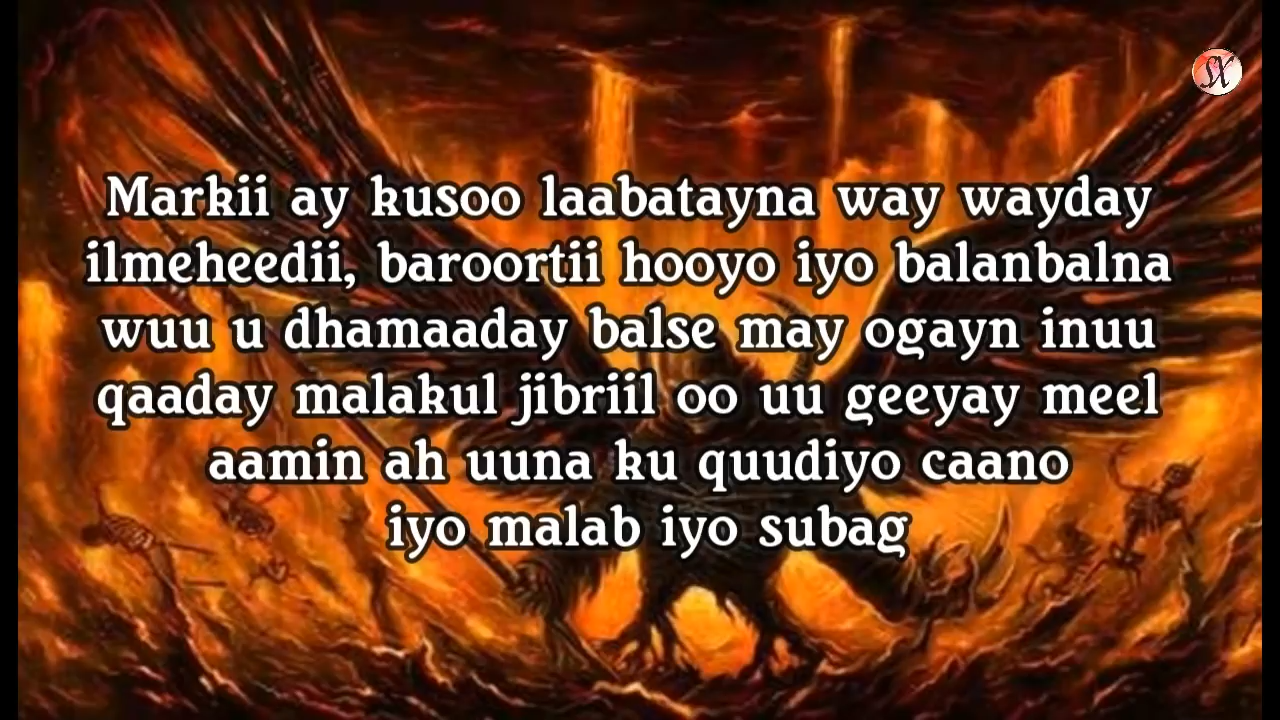 Markii ay kusoo laabatayna way wayday
ilmeheedii, baroortii hooyo iyo balanbalna
wuu u dhamaaday balse may ogayn inuu
qaaday malakul jibriil oo uu geeyay meel
aamin ah uuna ku quudiyo caano
iyo malab iyo subag
SX